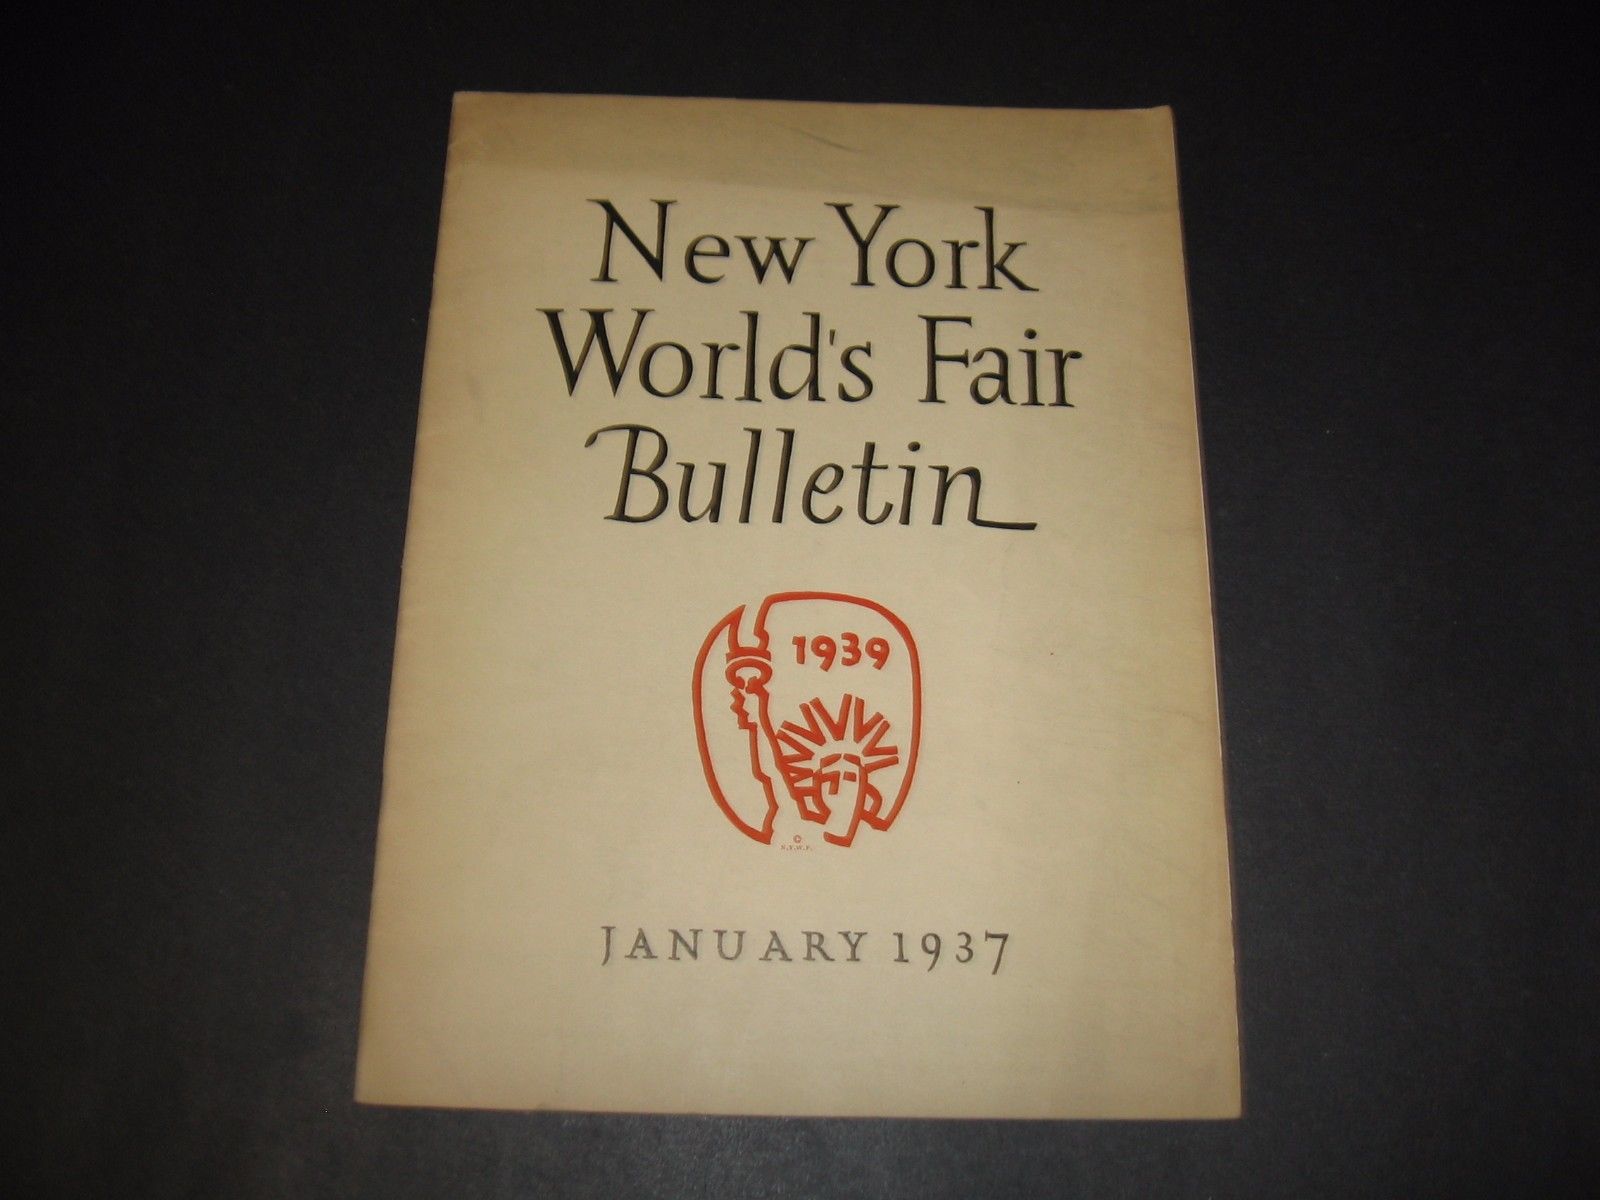 New York
World's Fair
Bulletin
1939
©
N.Y.W.F.
JANUARY 1937